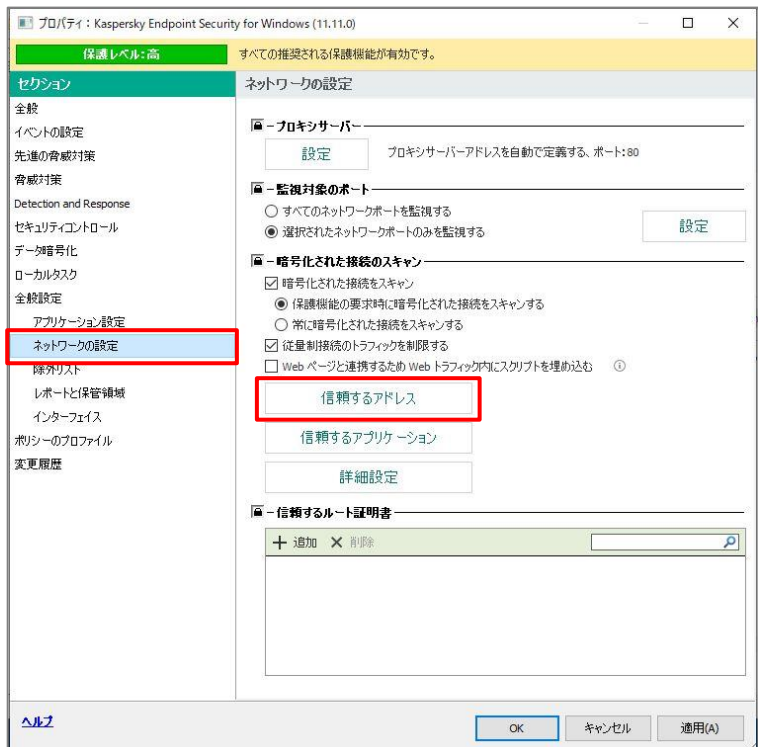 プロパティ：Kaspersky Endpoint Security for Windows (11.11.0)
保護レベル：高
すべての推奨される保護機能が有効です。
セクション
全般
イベントの設定
先進の脅威対策
脅威対策
Detection and Response
セキュリティコントロール
データ暗号化
ローカルタスク
全般設定
アプリケーション設定
ネットワークの設定
除外リスト
レポートと保管領域
インターフェイス
ポリシーのプロファイル
変更履歴
ネットワークの設定
プロキシサーバー
設定
プロキシサーバーアドレスを自動で定義する、ポート:80
監視対象のポート
すべてのネットワークポートを監視する
選択されたネットワークポートのみを監視する
設定
暗号化された接続のスキャン
暗号化された接続をスキャン
保護機能の要求時に暗号化された接続をスキャンする
常に暗号化された接続をスキャンする
従量制接続のトラフィックを制限する
Web ページと連携するため Web トラフィック内にスクリプトを埋め込む
信頼するアドレス
信頼するアプリケーション
詳細設定
信頼するルート証明書
追加 削除
ヘルプ
OK キャンセル 適用(A)